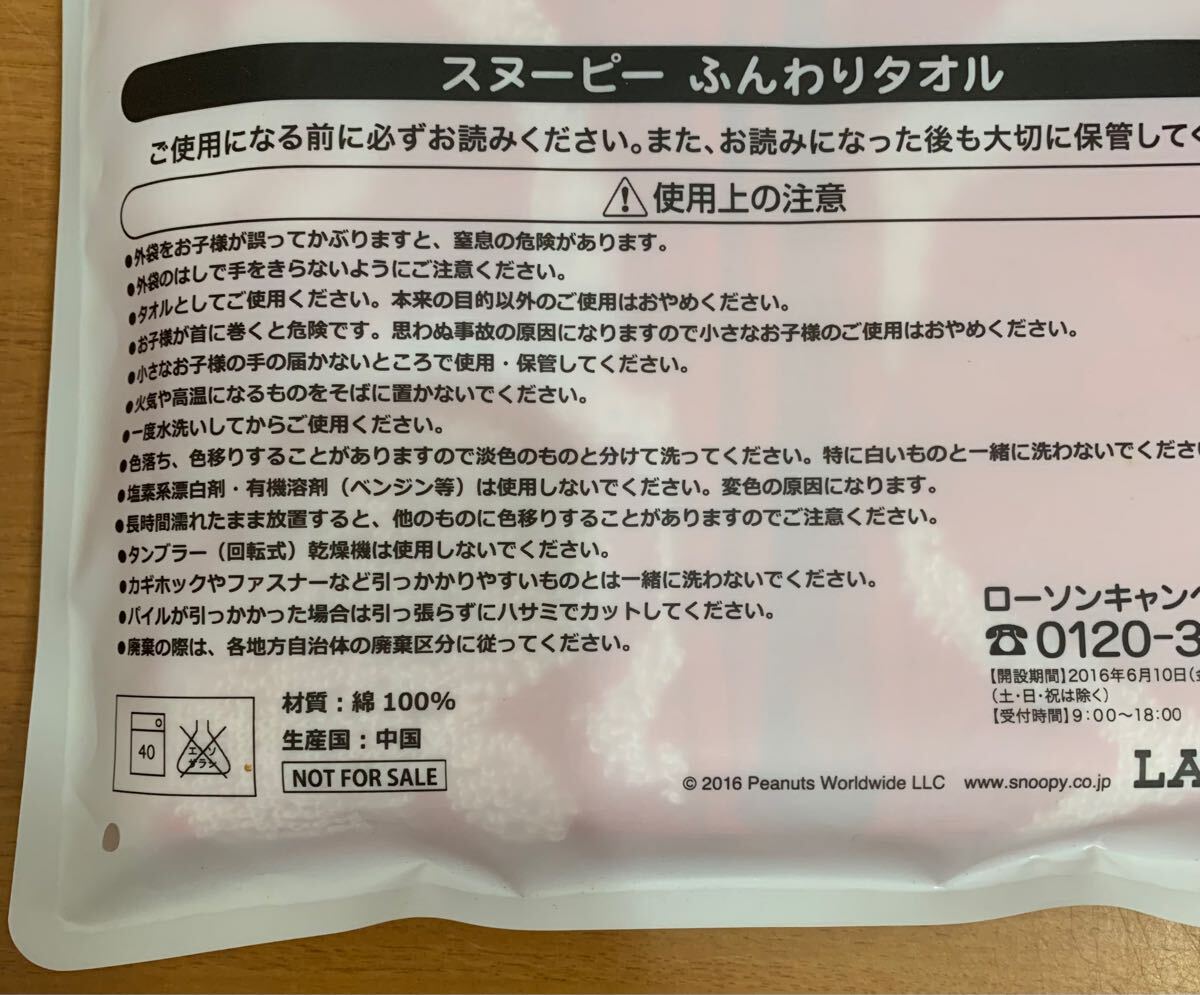 スヌーピー ふんわりタオル
ご使用になる前に必ずお読みください。また、お読みになった後も大切に保管して
⚠使用上の注意
●外袋をお子様が誤ってかぶりますと、窒息の危険があります。
●外袋のはしで手をきらないようにご注意ください。
●タオルとしてご使用ください。本来の目的以外のご使用はおやめください。
●お子様が首に巻くと危険です。思わぬ事故の原因になりますので小さなお子様のご使用はおやめください。
●小さなお子様の手の届かないところで使用・保管してください。
●火気や高温になるものをそばに置かないでください。
●一度水洗いしてからご使用ください。
●色落ち、色移りすることがありますので淡色のものと分けて洗ってください。特に白いものと一緒に洗わないでくださ
●塩素系漂白剤・有機溶剤（ベンジン等）は使用しないでください。変色の原因になります。
●長時間濡れたまま放置すると、他のものに色移りすることがありますのでご注意ください。
●タンブラー（回転式）乾燥機は使用しないでください。
●カギホックやファスナーなど引っかかりやすいものとは一緒に洗わないでください。
●パイルが引っかかった場合は引っ張らずにハサミでカットしてください。
●廃棄の際は、各地方自治体の廃棄区分に従ってください。
ローソンキャン
☎0120-3
【開設期間】2016年6月10日(
(土・日・祝は除く)
【受付時間】9:00〜18:00
40
エンソ
サラシ
材質：綿 100%
生産国：中国
NOT FOR SALE
© 2016 Peanuts Worldwide LLC www.snoopy.co.jp
LA